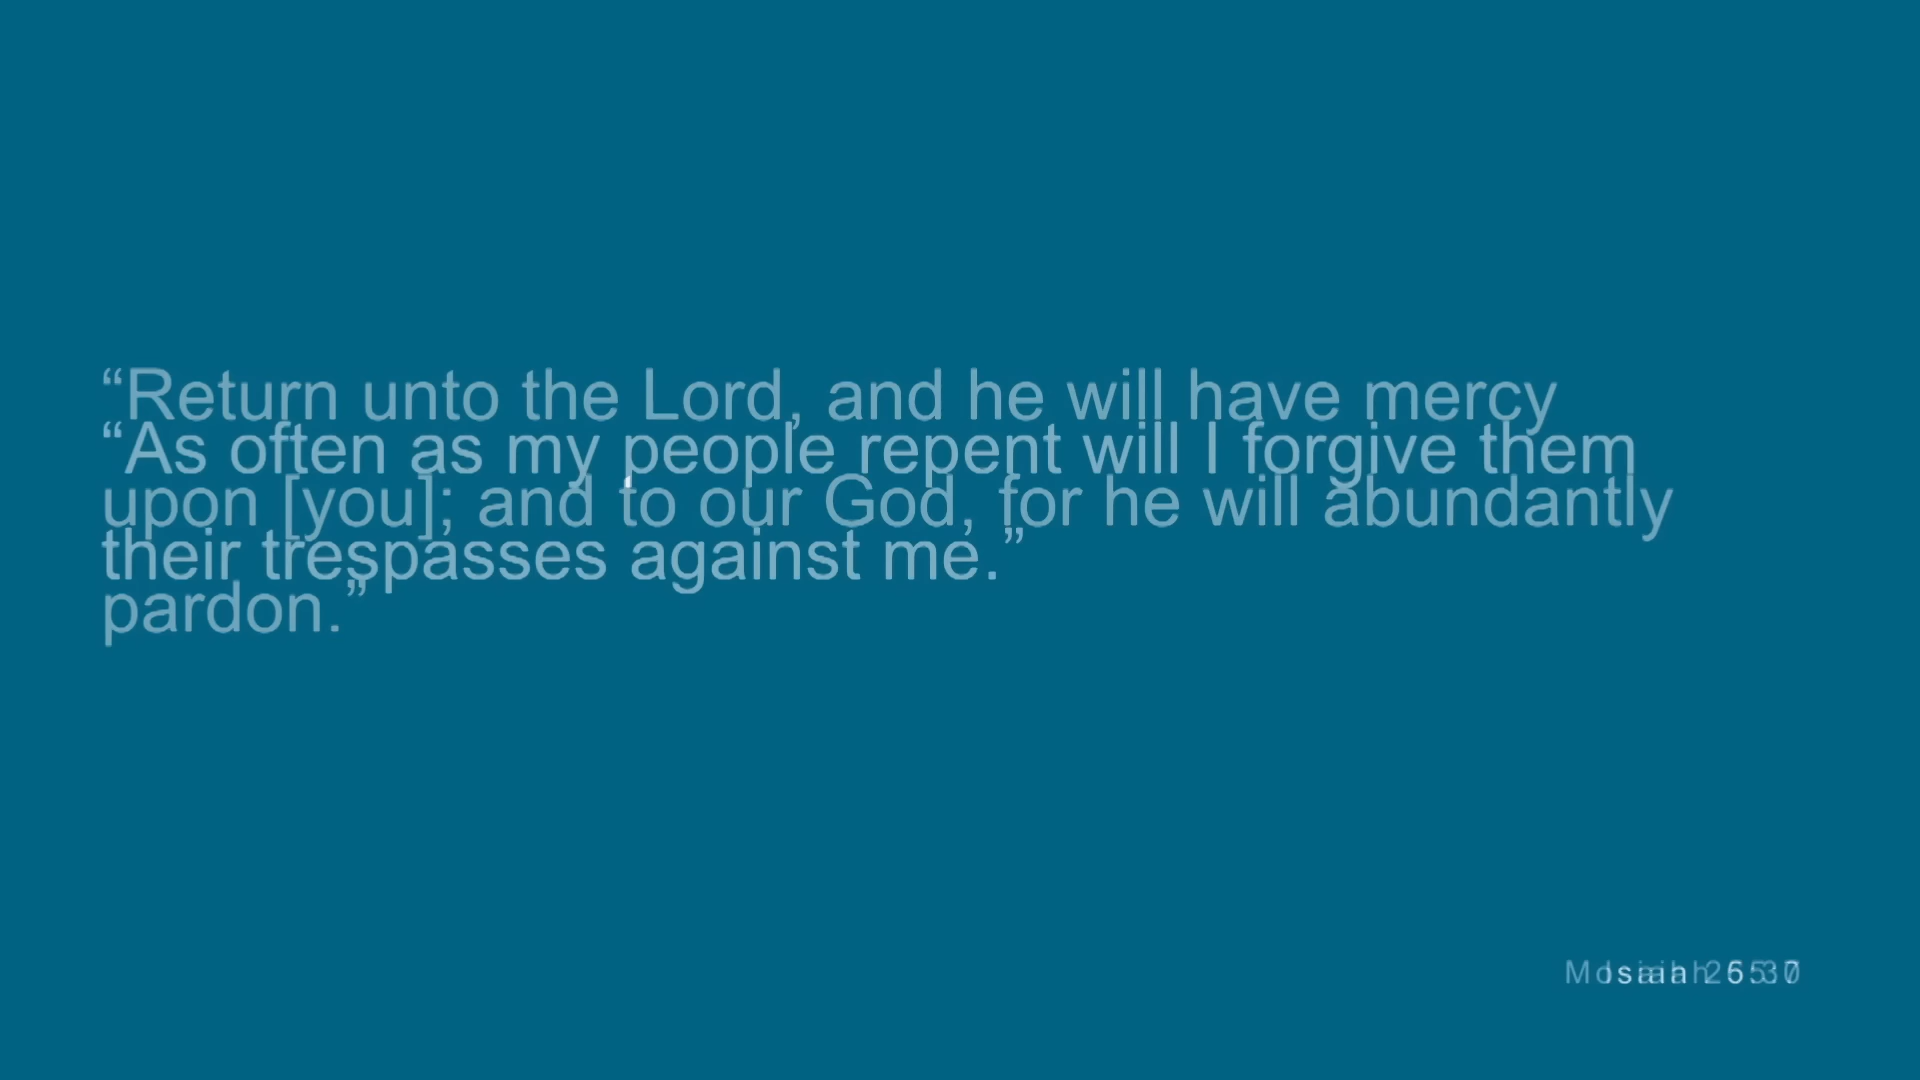 “Return unto the Lord, and he will have mercy
“As often as my people repent will I forgive them
upon [you]; and to our God, for he will abundantly
their trespasses against me.”
pardon.”